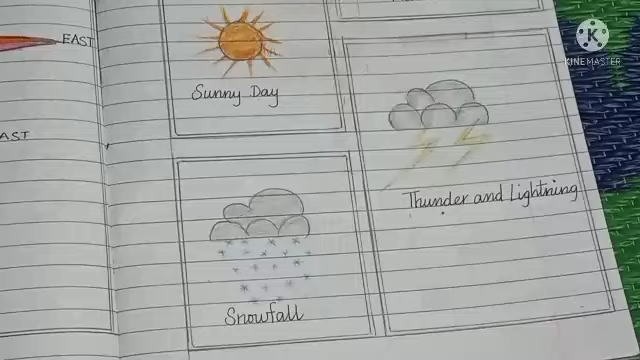 EAST
AST
Sunny Day
Snowfall
Thunder and Lightning
K
KINEMASTER